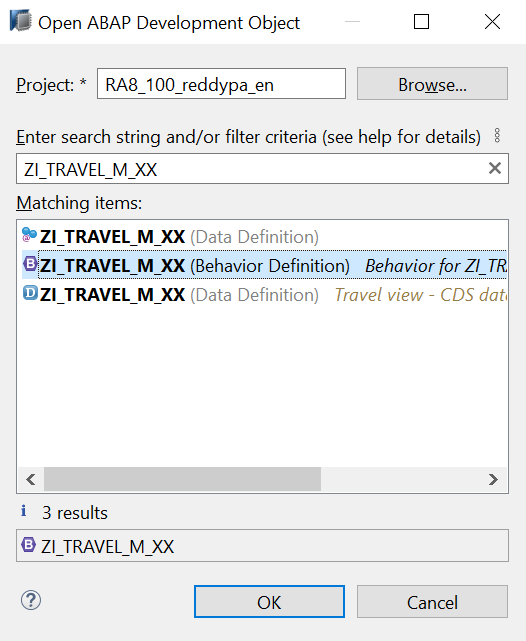 Open ABAP Development Object
Project: * RA8_100_reddypa_en Browse...
Enter search string and/or filter criteria (see help for details)
ZI_TRAVEL_M_XX
Matching items:
ZI_TRAVEL_M_XX (Data Definition)
B ZI_TRAVEL_M_XX (Behavior Definition) Behavior for ZI_TRA
D ZI_TRAVEL_M_XX (Data Definition) Travel view - CDS data
3 results
B ZI_TRAVEL_M_XX
OK Cancel